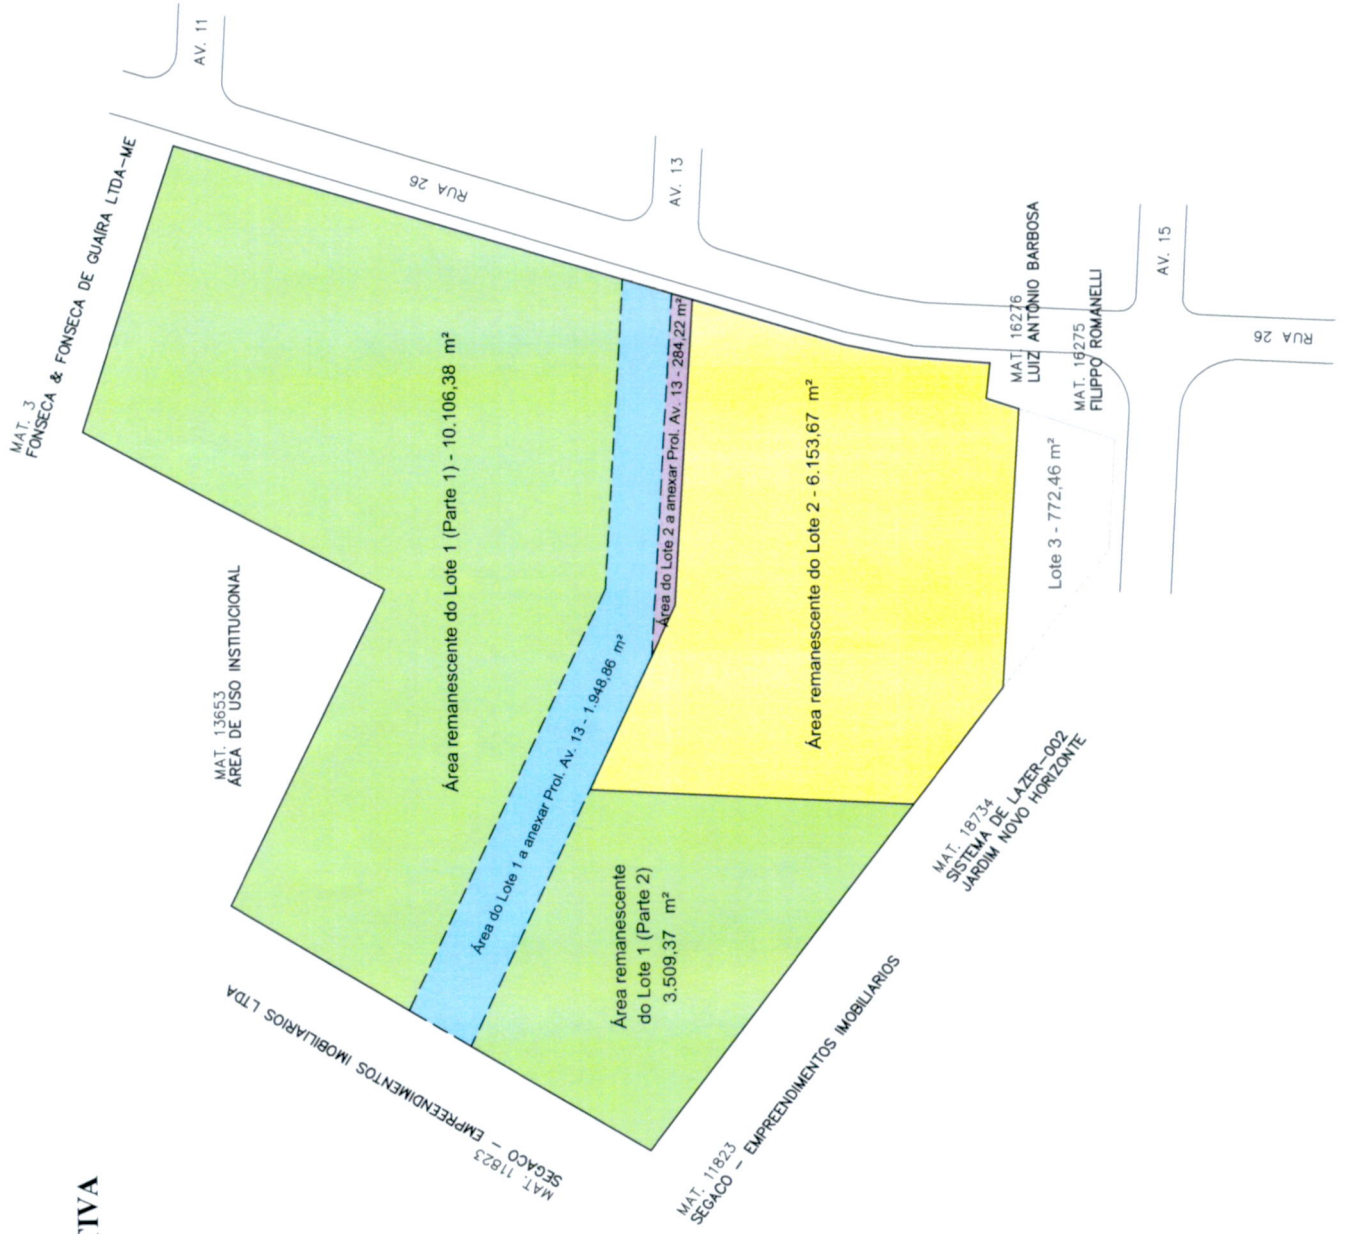 AV. 11
MAT. 3
FONSECA & FONSECA DE GUAÍRA LTDA-ME
RUA 26
AV. 13
MAT. 16276
LUIZ ANTÔNIO BARBOSA
MAT. 16275
FILIPPO ROMANELLI
AV. 15
RUA 26
Área remanescente do Lote 1 (Parte 1) - 10.106,38 m²
Área do Lote 2 a anexar Prol. Av. 13 - 284,22 m²
Área remanescente do Lote 2 - 6.153,67 m²
Lote 3 - 772,46 m²
MAT. 13653
ÁREA DE USO INSTITUCIONAL
Área do Lote 1 a anexar Prol. Av. 13 - 1.948,86 m²
Área remanescente
do Lote 1 (Parte 2)
3.509,37 m²
MAT. 18734
SISTEMA DE LAZER-002
JARDIM NOVO HORIZONTE
MAT. 11823
SEGACO - EMPREENDIMENTOS IMOBILIARIOS LTDA
MAT. 11823
SEGACO - EMPREENDIMENTOS IMOBILIARIOS
TIVA